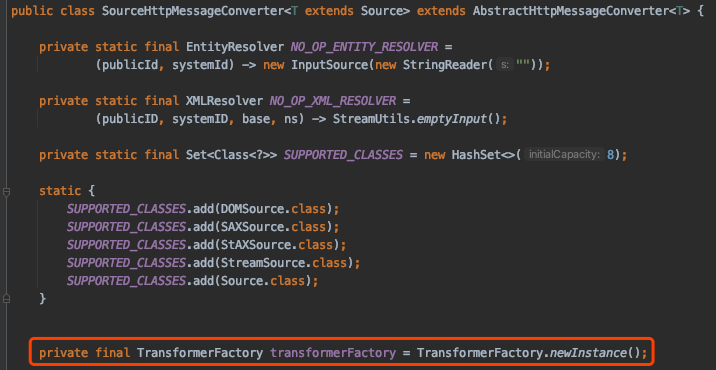 public class SourceHttpMessageConverter<T extends Source> extends AbstractHttpMessageConverter<T> {
private static final EntityResolver NO_OP_ENTITY_RESOLVER =
(publicId, systemId) -> new InputSource(new StringReader( s: ""));
private static final XMLResolver NO_OP_XML_RESOLVER =
(publicID, systemID, base, ns) -> StreamUtils.emptyInput();
private static final Set<Class<?>> SUPPORTED_CLASSES = new HashSet<>( initialCapacity: 8);
static {
SUPPORTED_CLASSES.add(DOMSource.class);
SUPPORTED_CLASSES.add(SAXSource.class);
SUPPORTED_CLASSES.add(StAXSource.class);
SUPPORTED_CLASSES.add(StreamSource.class);
SUPPORTED_CLASSES.add(Source.class);
}
private final TransformerFactory transformerFactory = TransformerFactory.newInstance();